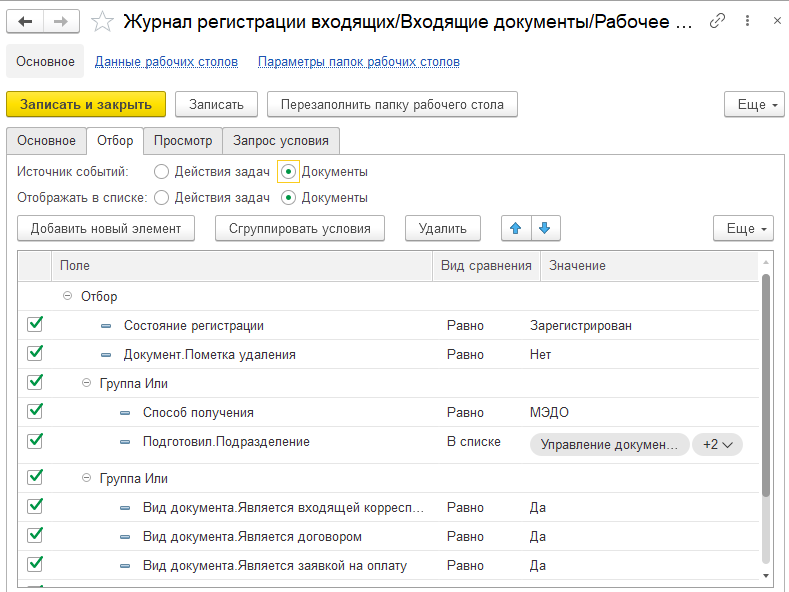 Журнал регистрации входящих/Входящие документы/Рабочее ...
Основное Данные рабочих столов Параметры папок рабочих столов
Записать и закрыть Записать Перезаполнить папку рабочего стола Еще
Основное Отбор Просмотр Запрос условия
Источник событий: Действия задач Документы
Отображать в списке: Действия задач Документы
Добавить новый элемент Сгруппировать условия Удалить Еще
Поле Вид сравнения Значение
Отбор
Состояние регистрации Равно Зарегистрирован
Документ.Пометка удаления Равно Нет
Группа Или
Способ получения Равно МЭДО
Подготовил.Подразделение В списке Управление докумен... +2
Группа Или
Вид документа.Является входящей корресп... Равно Да
Вид документа.Является договором Равно Да
Вид документа.Является заявкой на оплату Равно Да